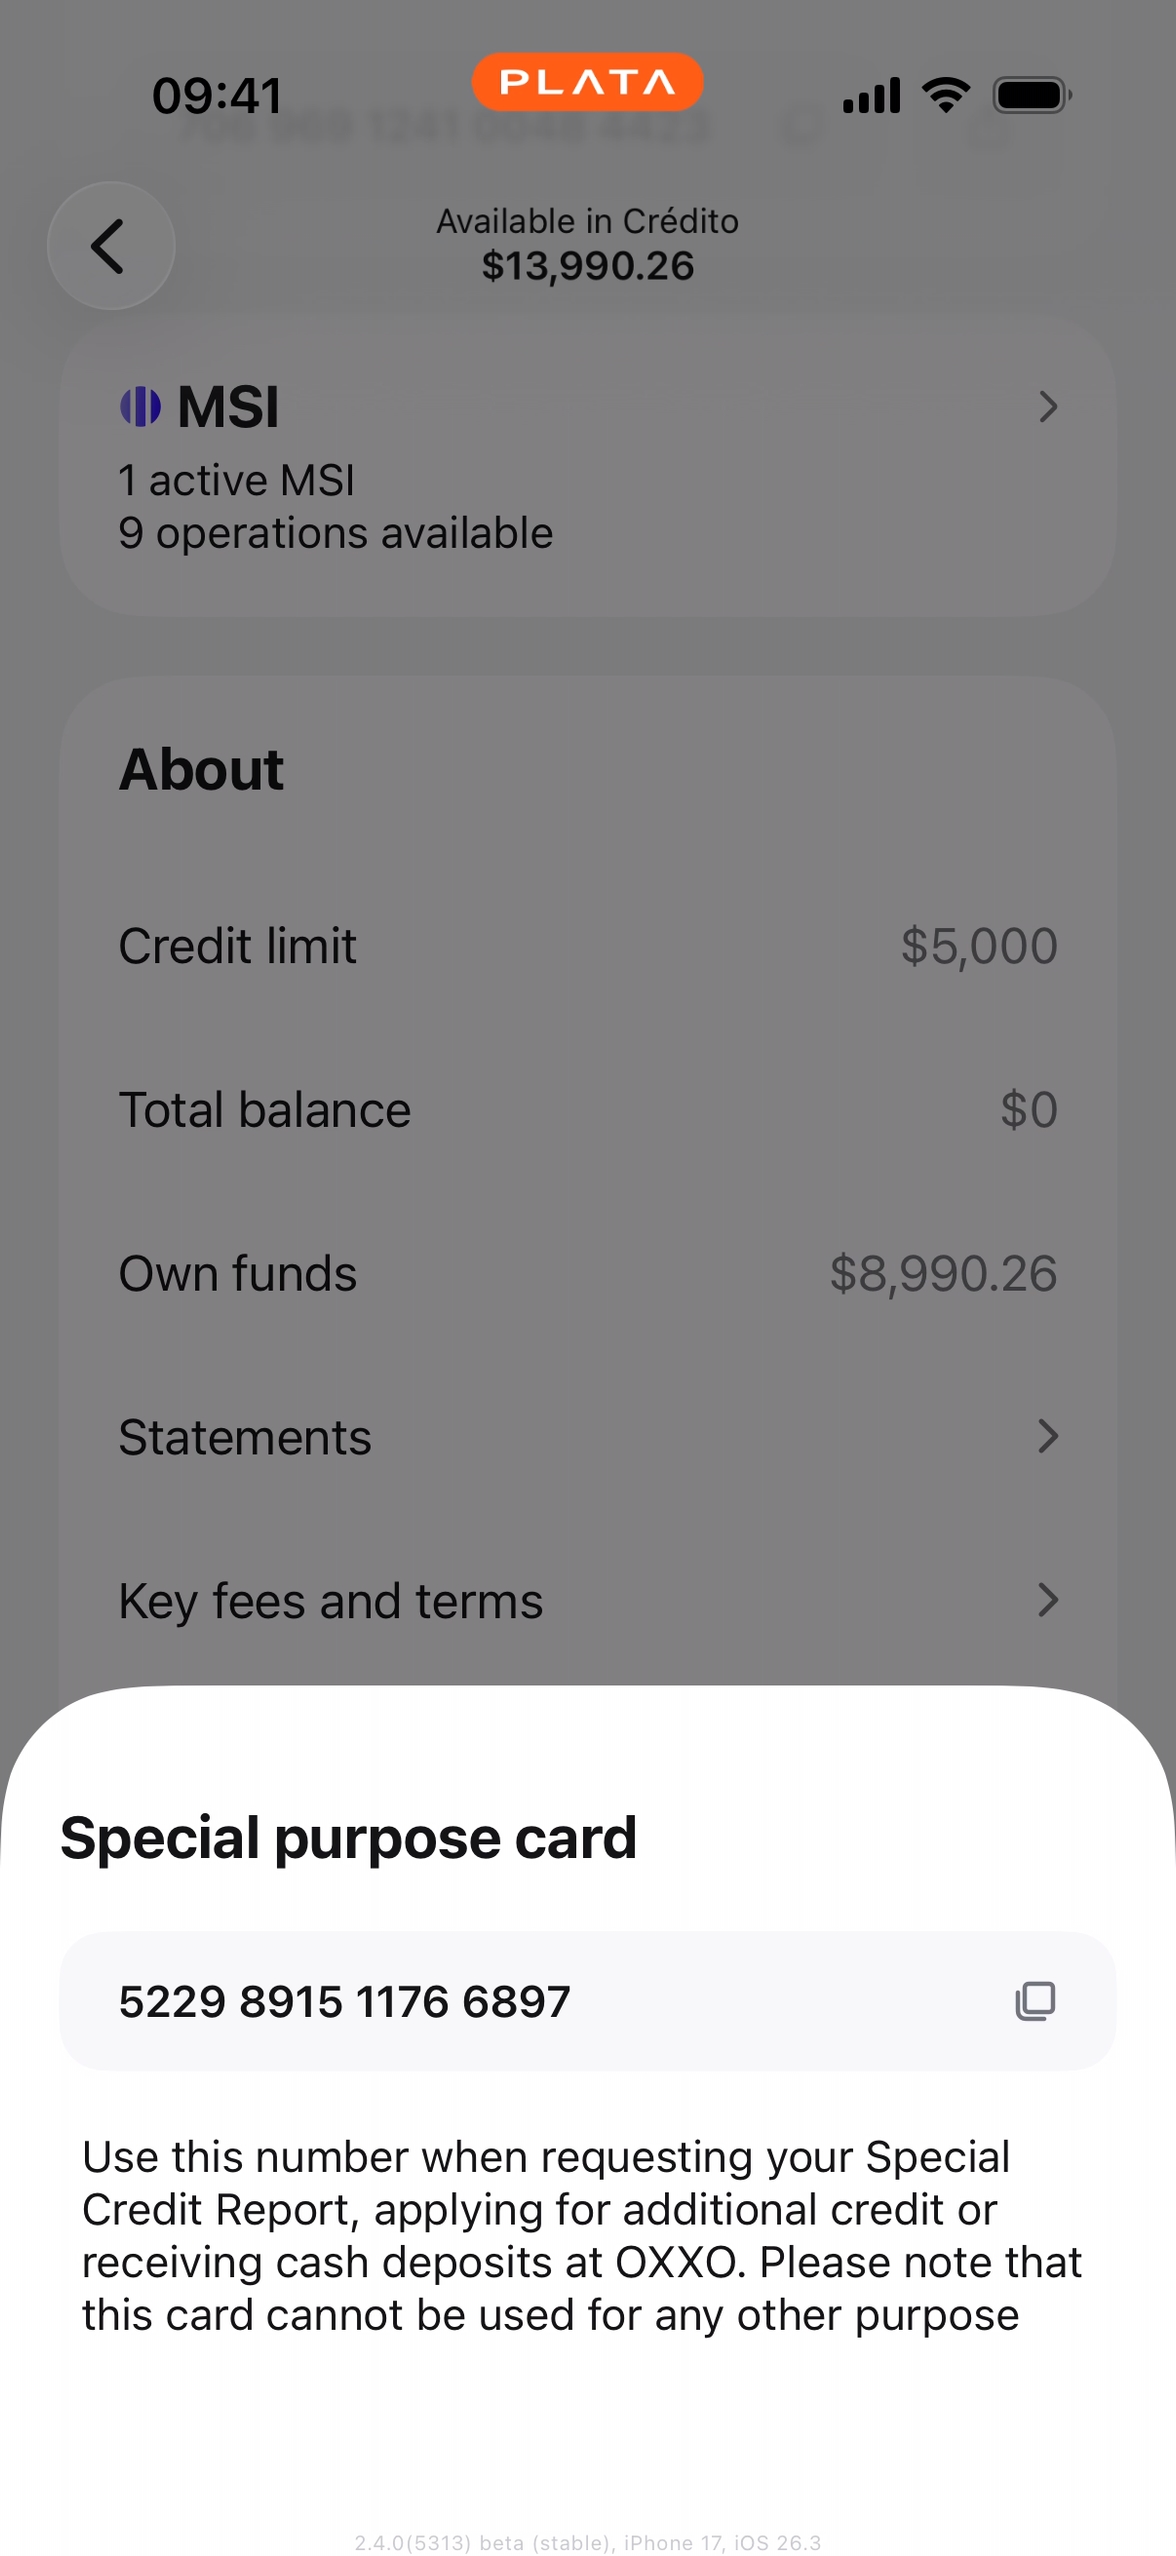 09:41
PLATA
Available in Crédito
$13,990.26
MSI
1 active MSI
9 operations available
About
Credit limit $5,000
Total balance $0
Own funds $8,990.26
Statements
Key fees and terms
Special purpose card
5229 8915 1176 6897
Use this number when requesting your Special
Credit Report, applying for additional credit or
receiving cash deposits at OXXO. Please note that
this card cannot be used for any other purpose
2.4.0(5313) beta (stable), iPhone 17, iOS 26.3